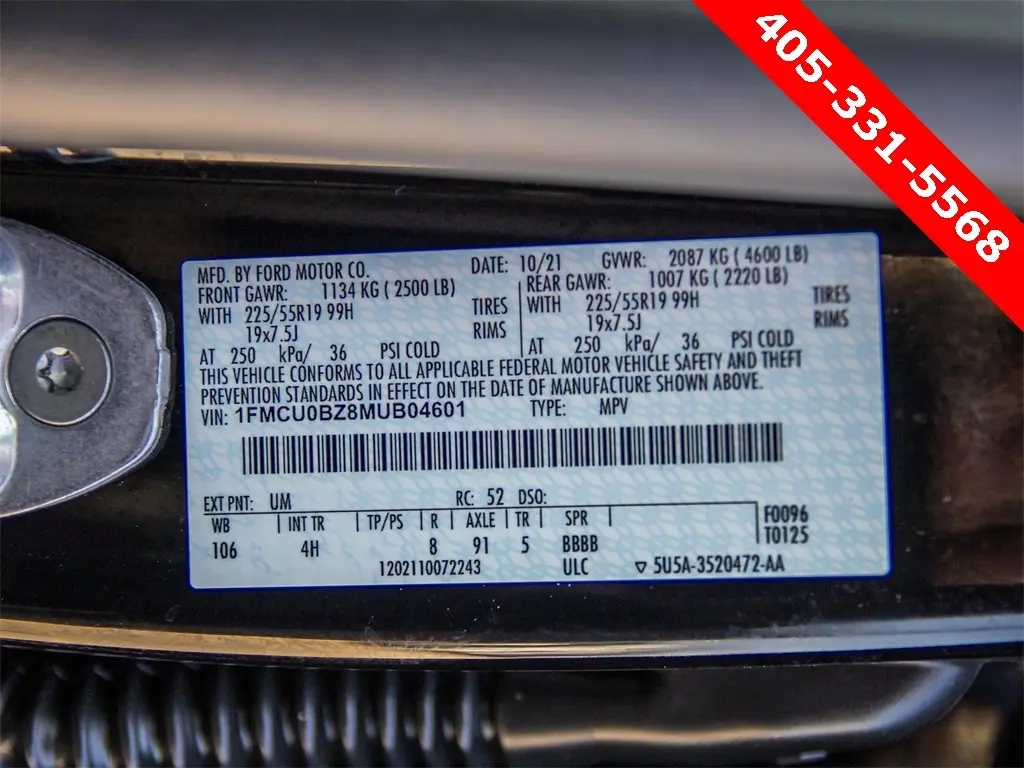 405-331-5568
MFD. BY FORD MOTOR CO. DATE: 10/21 GVWR: 2087 KG ( 4600 LB)
FRONT GAWR: 1134 KG ( 2500 LB) REAR GAWR: 1007 KG ( 2220 LB)
WITH 225/55R19 99H TIRES WITH 225/55R19 99H TIRES
19x7.5J RIMS 19x7.5J RIMS
AT 250 kPa/ 36 PSI COLD AT 250 kPa/ 36 PSI COLD
THIS VEHICLE CONFORMS TO ALL APPLICABLE FEDERAL MOTOR VEHICLE SAFETY AND THEFT
PREVENTION STANDARDS IN EFFECT ON THE DATE OF MANUFACTURE SHOWN ABOVE.
VIN: 1FMCU0BZ8MUB04601 TYPE: MPV
EXT PNT: UM RC: 52 DSO:
WB INT TR TP/PS R AXLE TR SPR F0096
106 4H 8 91 5 BBBB T0125
1202110072243 ULC ▽ 5U5A-3520472-AA